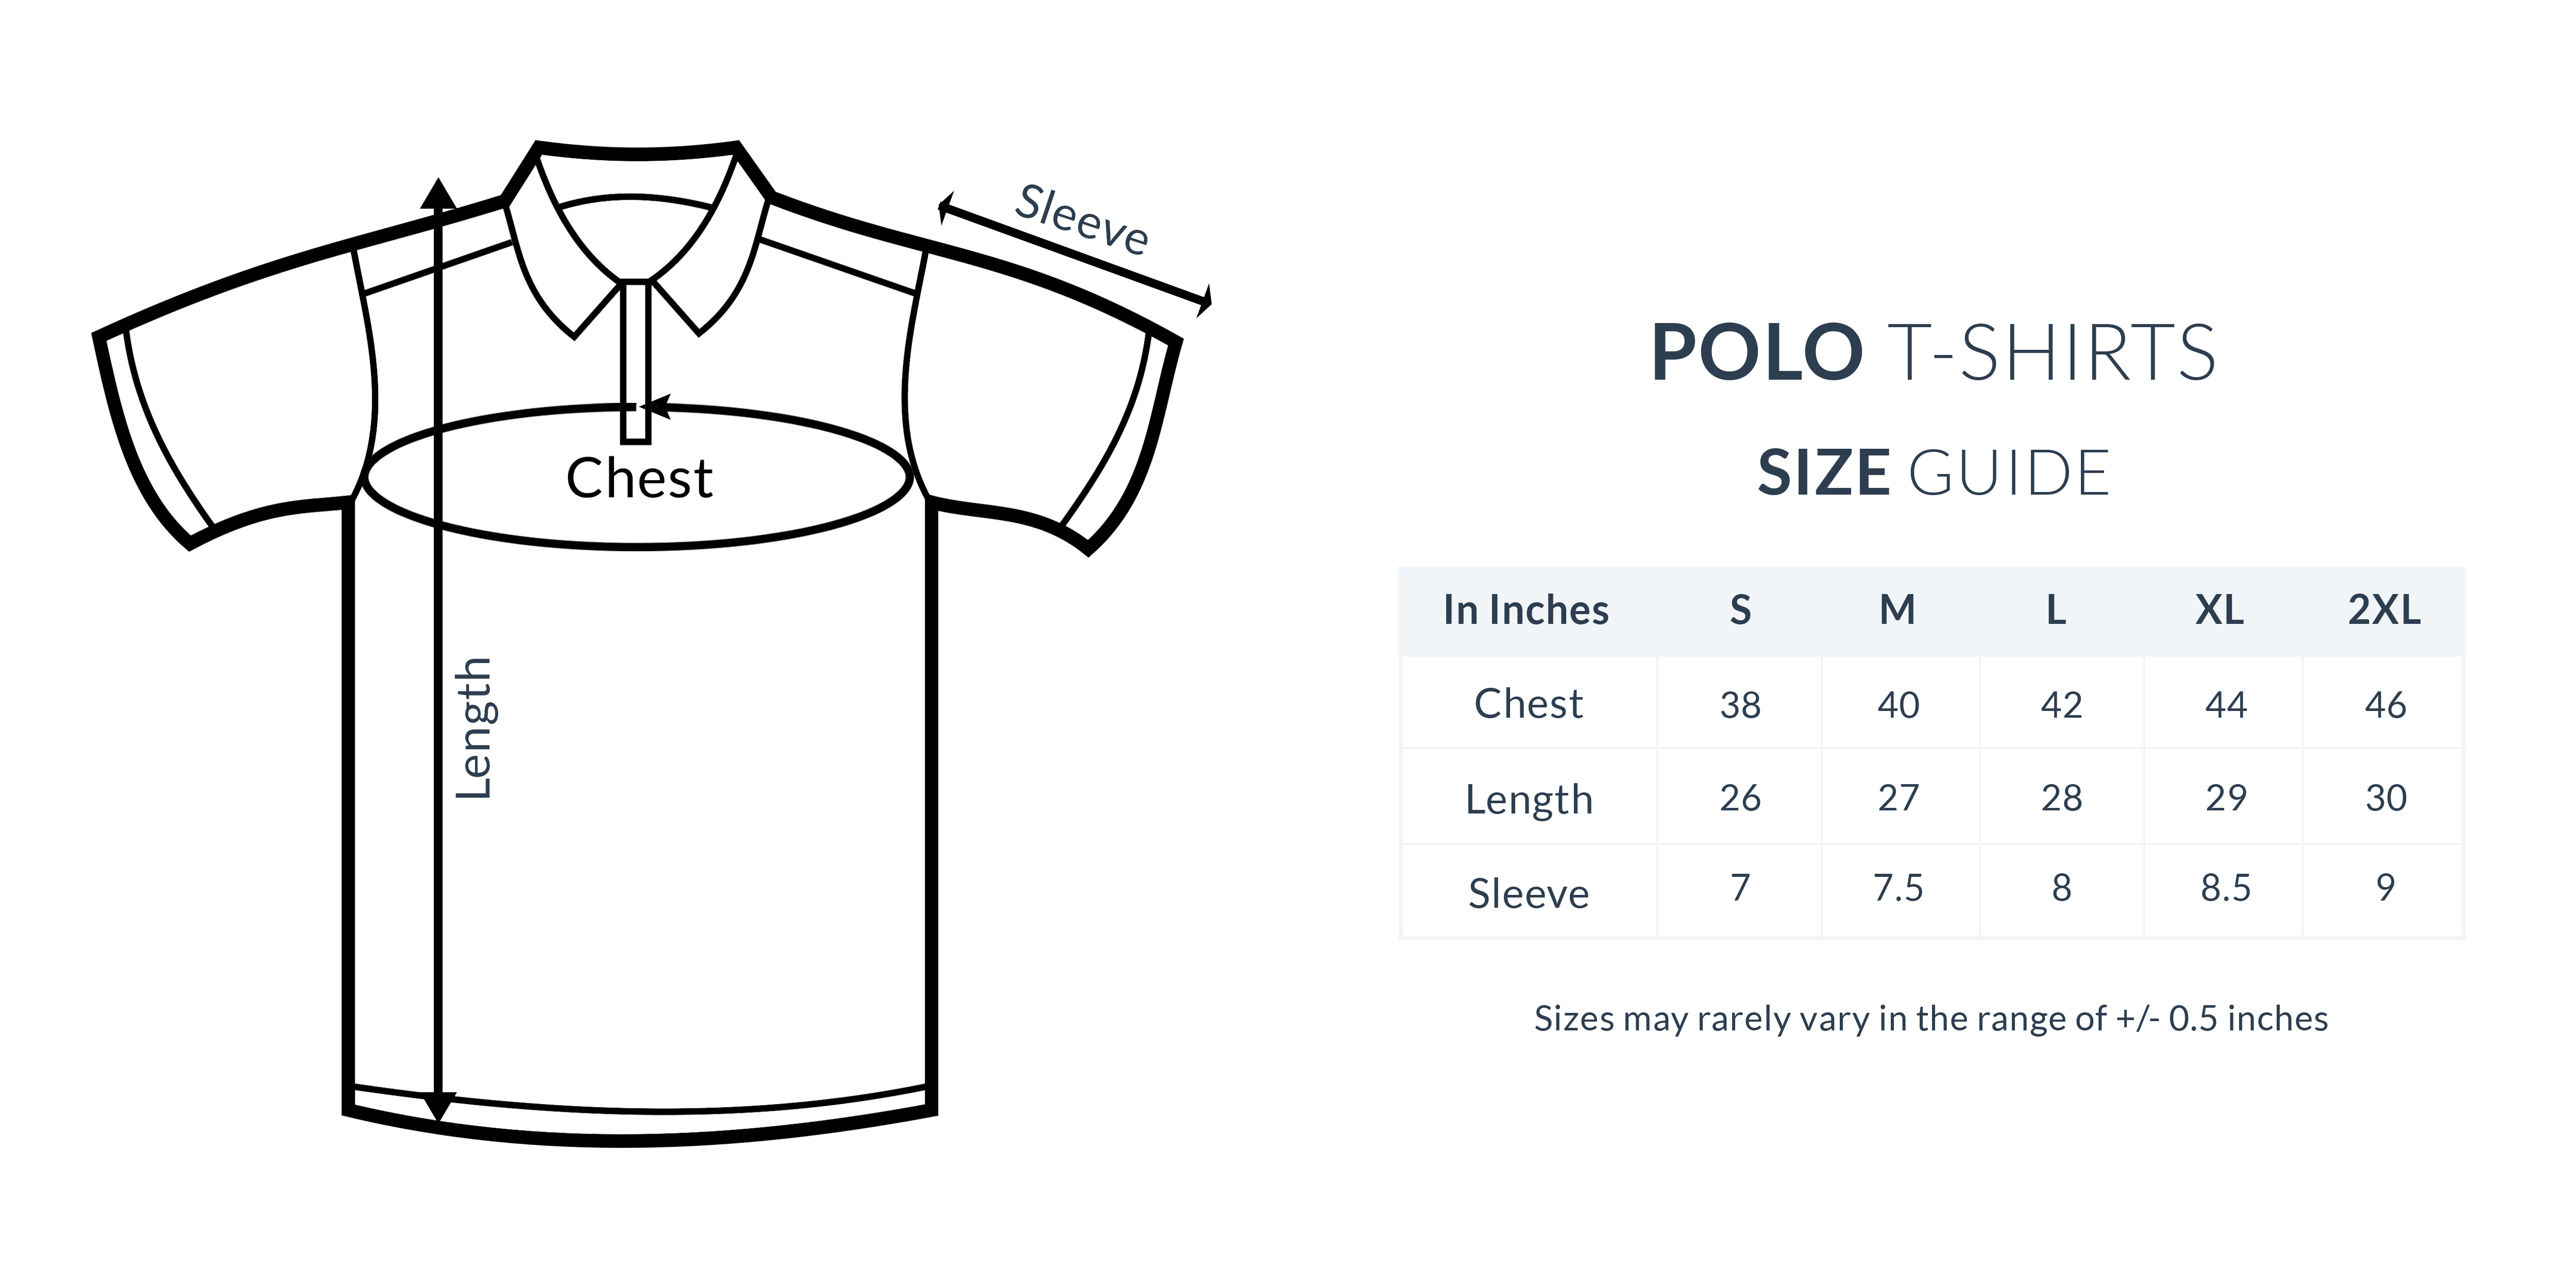 Sleeve
Chest
Length
POLO T-SHIRTS
SIZE GUIDE
In Inches S M L XL 2XL
Chest 38 40 42 44 46
Length 26 27 28 29 30
Sleeve 7 7.5 8 8.5 9
Sizes may rarely vary in the range of +/- 0.5 inches